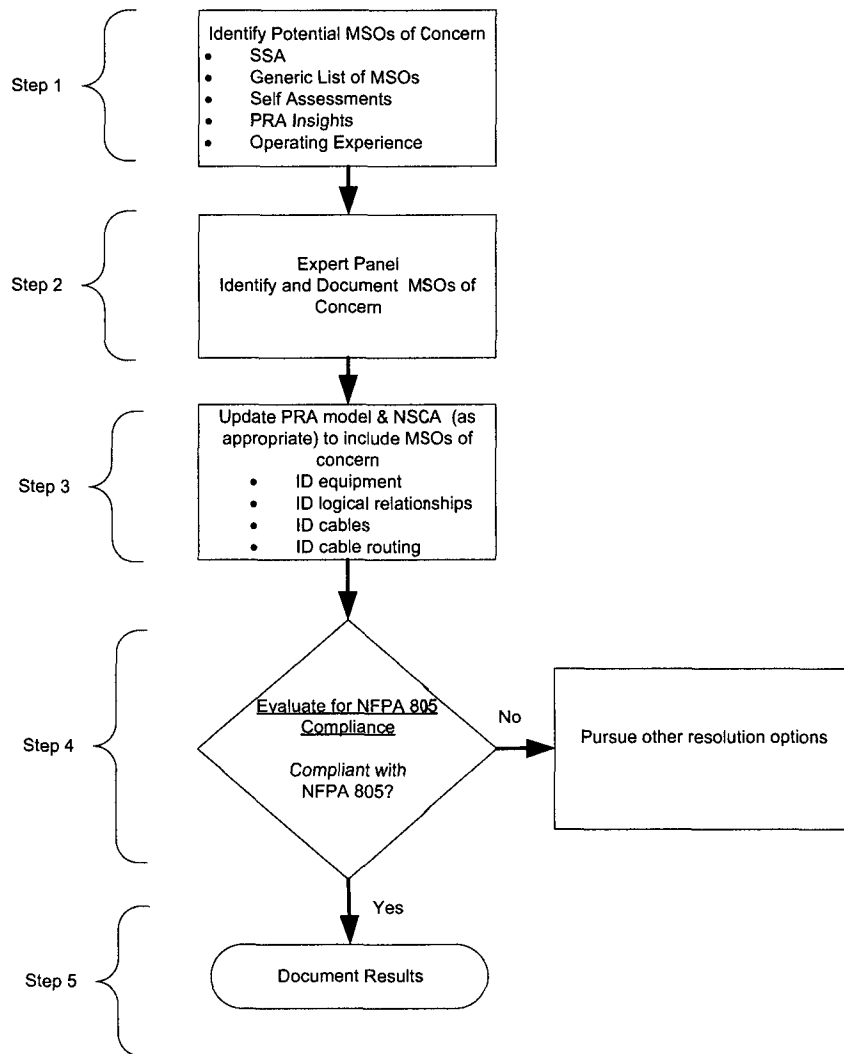 Step 1
Identify Potential MSOs of Concern
• SSA
• Generic List of MSOs
• Self Assessments
• PRA Insights
• Operating Experience
Step 2
Expert Panel
Identify and Document MSOs of
Concern
Step 3
Update PRA model & NSCA (as
appropriate) to include MSOs of
concern
• ID equipment
• ID logical relationships
• ID cables
• ID cable routing
Step 4
Evaluate for NFPA 805
Compliance
Compliant with
NFPA 805?
No
Pursue other resolution options
Yes
Step 5
Document Results